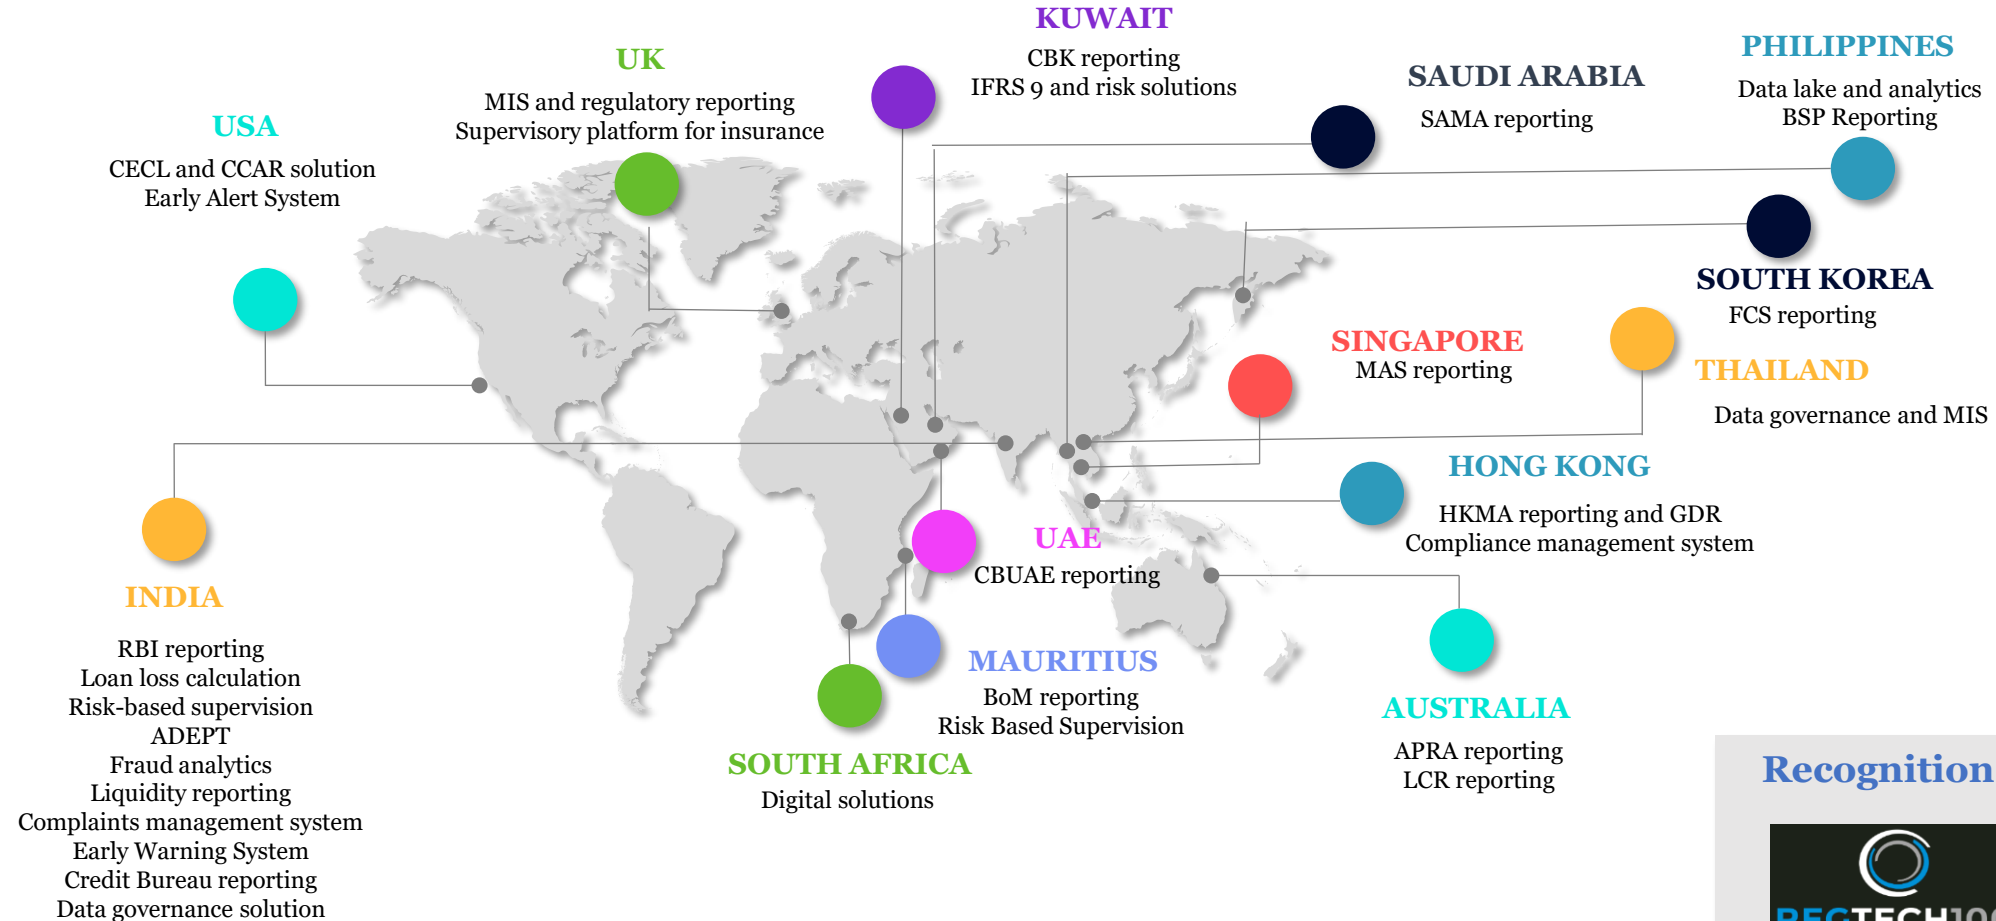 KUWAIT
CBK reporting
IFRS 9 and risk solutions
UK
MIS and regulatory reporting
Supervisory platform for insurance
USA
CECL and CCAR solution
Early Alert System
SAUDI ARABIA
SAMA reporting
PHILIPPINES
Data lake and analytics
BSP Reporting
SOUTH KOREA
FCS reporting
SINGAPORE
MAS reporting
THAILAND
Data governance and MIS
HONG KONG
HKMA reporting and GDR
Compliance management system
UAE
CBUAE reporting
INDIA
RBI reporting
Loan loss calculation
Risk-based supervision
ADEPT
Fraud analytics
Liquidity reporting
Complaints management system
Early Warning System
Credit Bureau reporting
Data governance solution
MAURITIUS
BoM reporting
Risk Based Supervision
SOUTH AFRICA
Digital solutions
AUSTRALIA
APRA reporting
LCR reporting
Recognition
REGTECH100